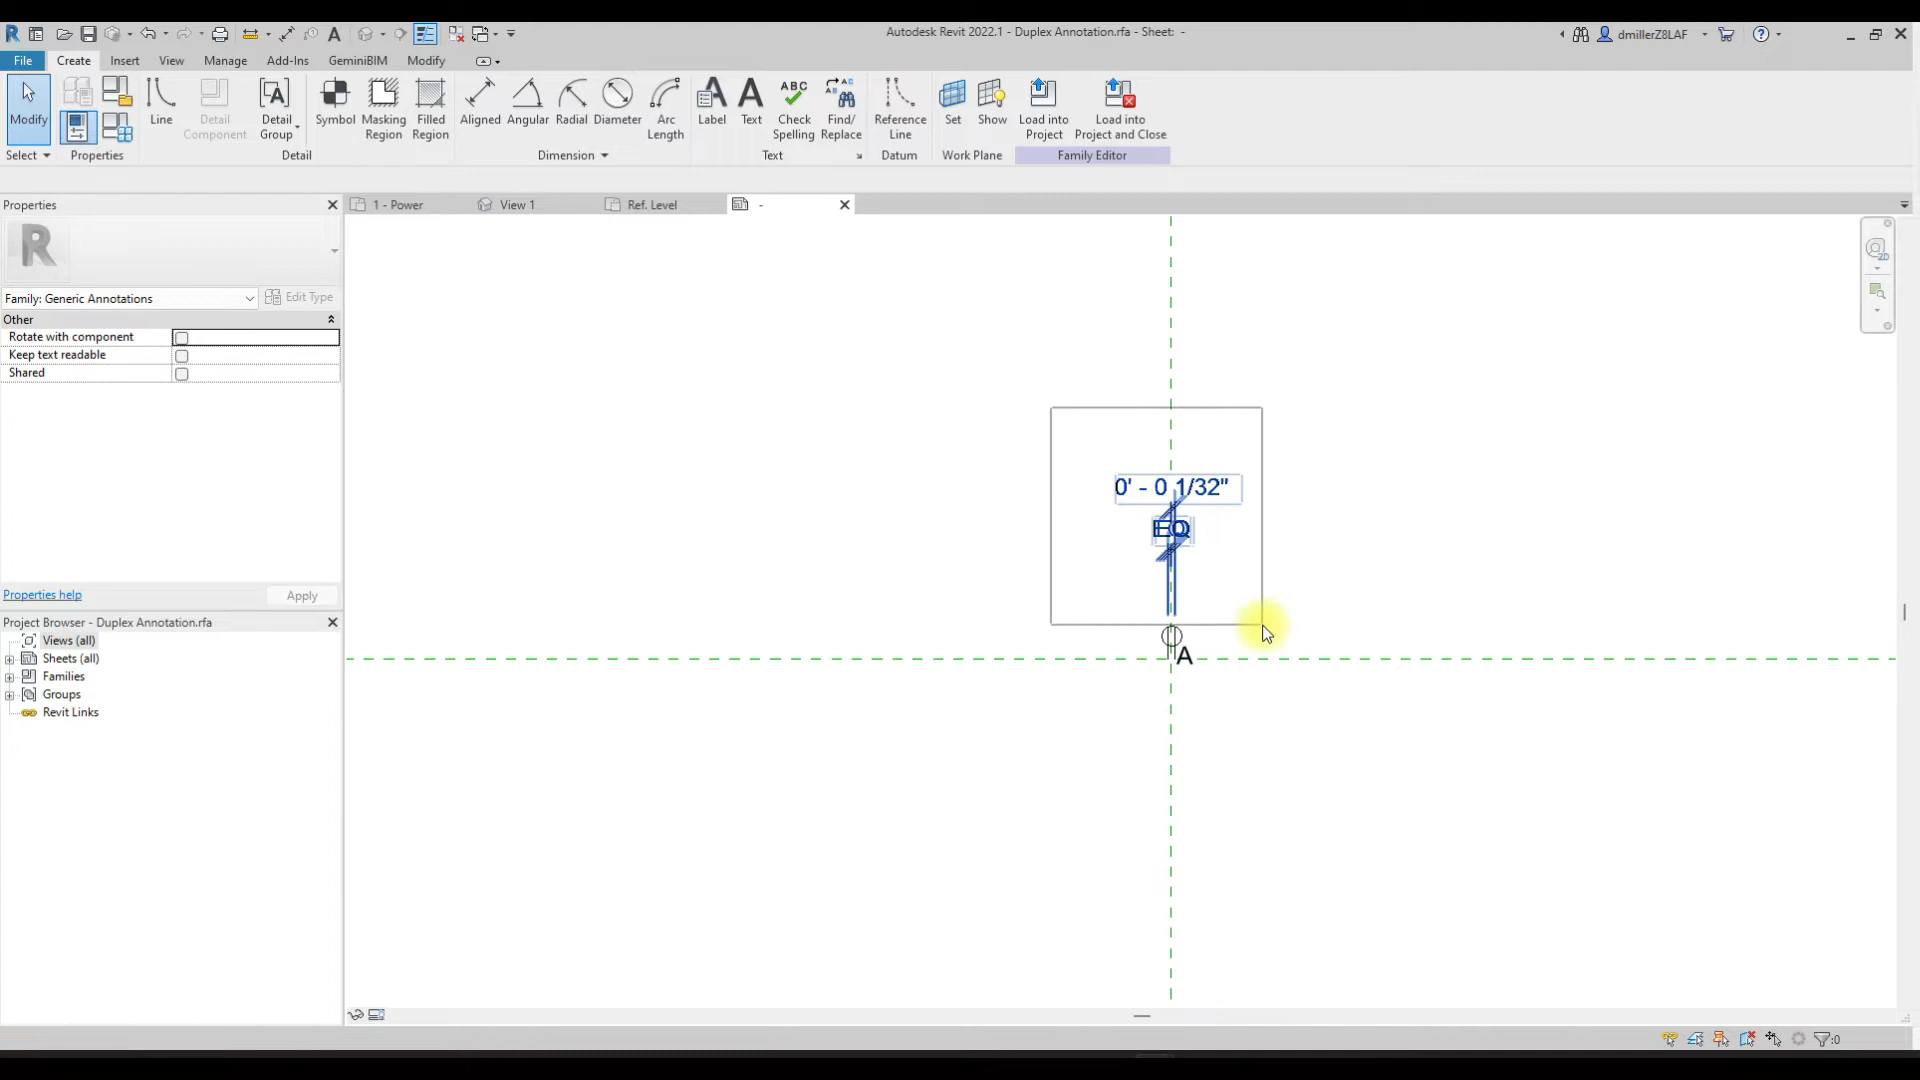 Autodesk Revit 2022.1 - Duplex Annotation.rfa - Sheet: -
dmillerZ8LAF
File Create Insert View Manage Add-Ins GeminiBIM Modify
Modify
Line
Detail
Component
Detail
Group
Symbol
Masking
Region
Filled
Region
Aligned
Angular
Radial
Diameter
Arc
Length
Label
Text
ABC
Check
Spelling
Find/
Replace
Reference
Line
Set
Show
Load into
Project
Load into
Project and Close
Select
Properties
Detail
Dimension
Text
Datum
Work Plane
Family Editor
Properties
1 - Power
View 1
Ref. Level
-
Family: Generic Annotations
Edit Type
Other
Rotate with component
Keep text readable
Shared
0' - 0 1/32"
EQ
A
Properties help
Apply
Project Browser - Duplex Annotation.rfa
Views (all)
Sheets (all)
Families
Groups
Revit Links
2D
:0